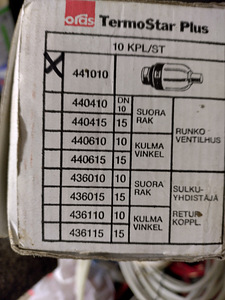 oras TermoStar Plus
10 KPL/ST
X 441010
440410 DN 10 SUORA RAK
440415 15
440610 10 KULMA VINKEL
440615 15
RUNKO VENTILHUS
436010 10 SUORA RAK
436015 15
436110 10 KULMA VINKEL
436115 15
SULKU-
YHDISTÄJÄ
RETUR
KOPPL.